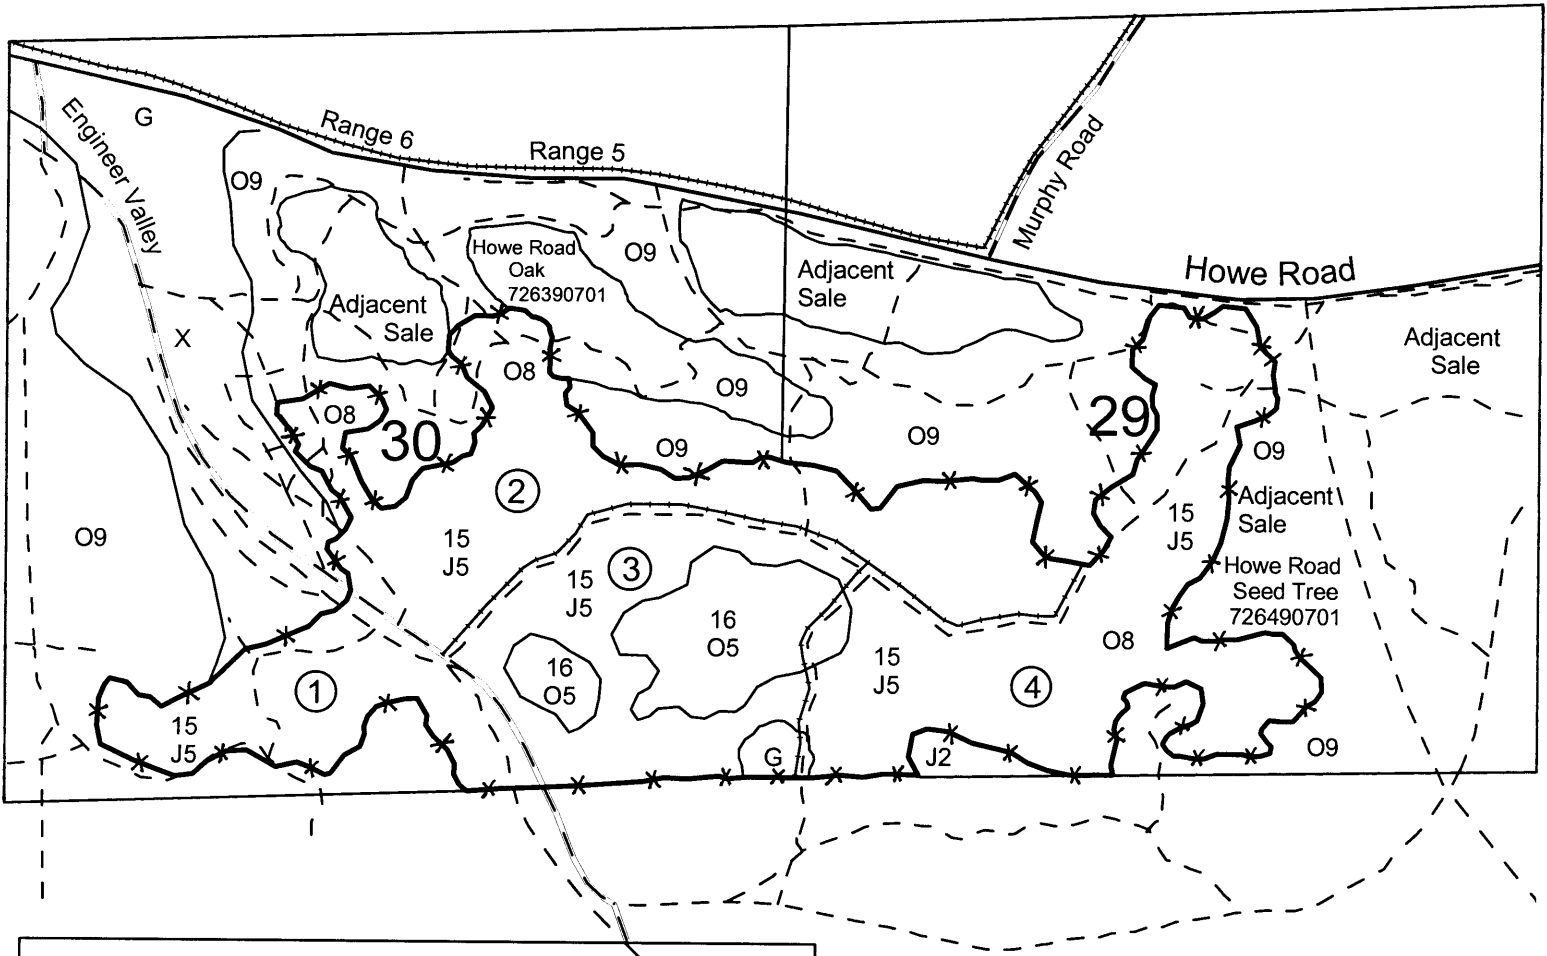 G
Engineer Valley
Range 6
Range 5
Murphy Road
O9
Howe Road
Oak
726390701
O9
Adjacent
Sale
Howe Road
Adjacent
Sale
X
Adjacent
Sale
O8
O9
O8
30
29
O9
O9
O9
2
Adjacent
Sale
15
J5
O9
15
J5
3
15
J5
Howe Road
Seed Tree
726490701
16
O5
O8
16
O5
15
J5
1
4
15
J5
G
J2
O9